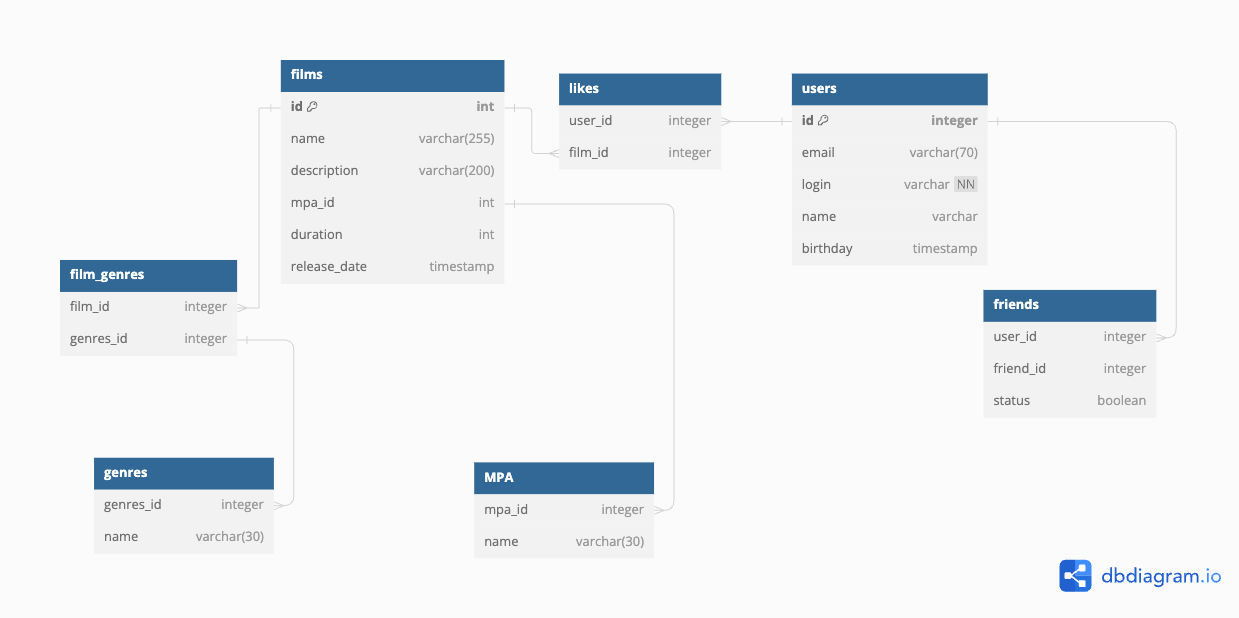 films
id int
name varchar(255)
description varchar(200)
mpa_id int
duration int
release_date timestamp
likes
user_id integer
film_id integer
users
id integer
email varchar(70)
login varchar NN
name varchar
birthday timestamp
film_genres
film_id integer
genres_id integer
friends
user_id integer
friend_id integer
status boolean
genres
genres_id integer
name varchar(30)
MPA
mpa_id integer
name varchar(30)
dbdiagram.io